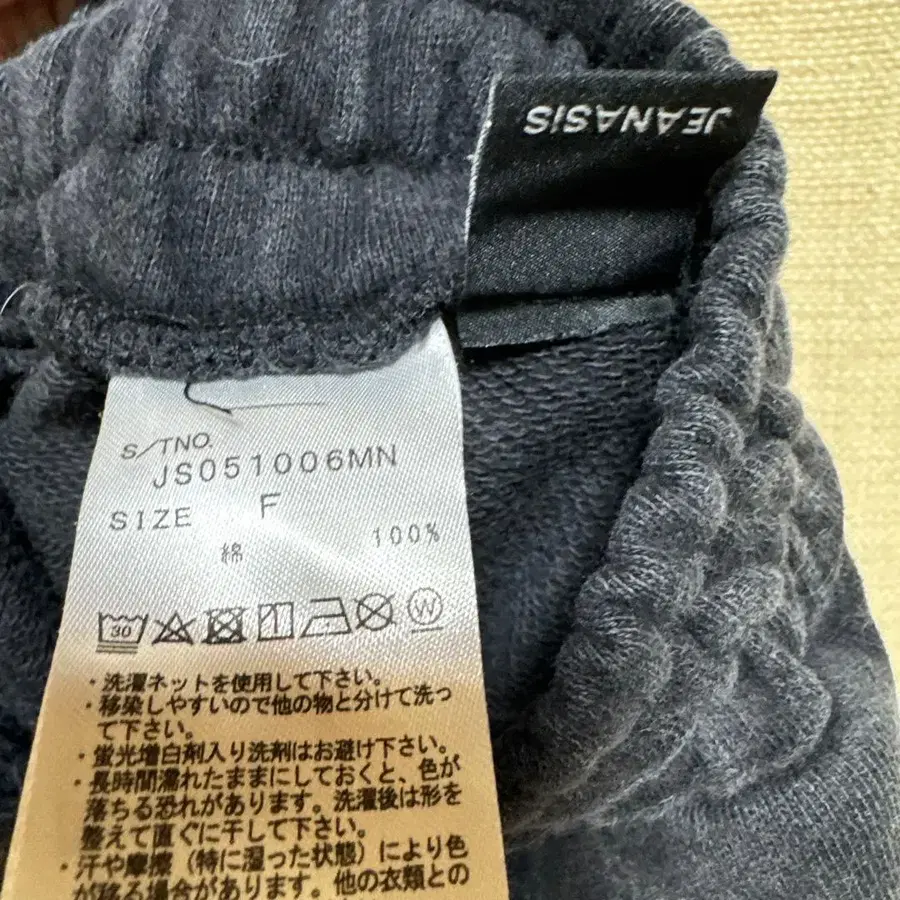 JEANASIS
S/TNO.
JS051006MN
SIZE F
綿 100%
30
W
・洗濯ネットを使用して下さい。
・移染しやすいので他の物と分けて洗っ
て下さい。
・蛍光増白剤入り洗剤はお避け下さい。
・長時間濡れたままにしておくと、色が
落ちる恐れがあります。洗濯後は形を
整えて直ぐに干して下さい。
・汗や摩擦（特に湿った状態）により色
が移る場合があります。他の衣類との